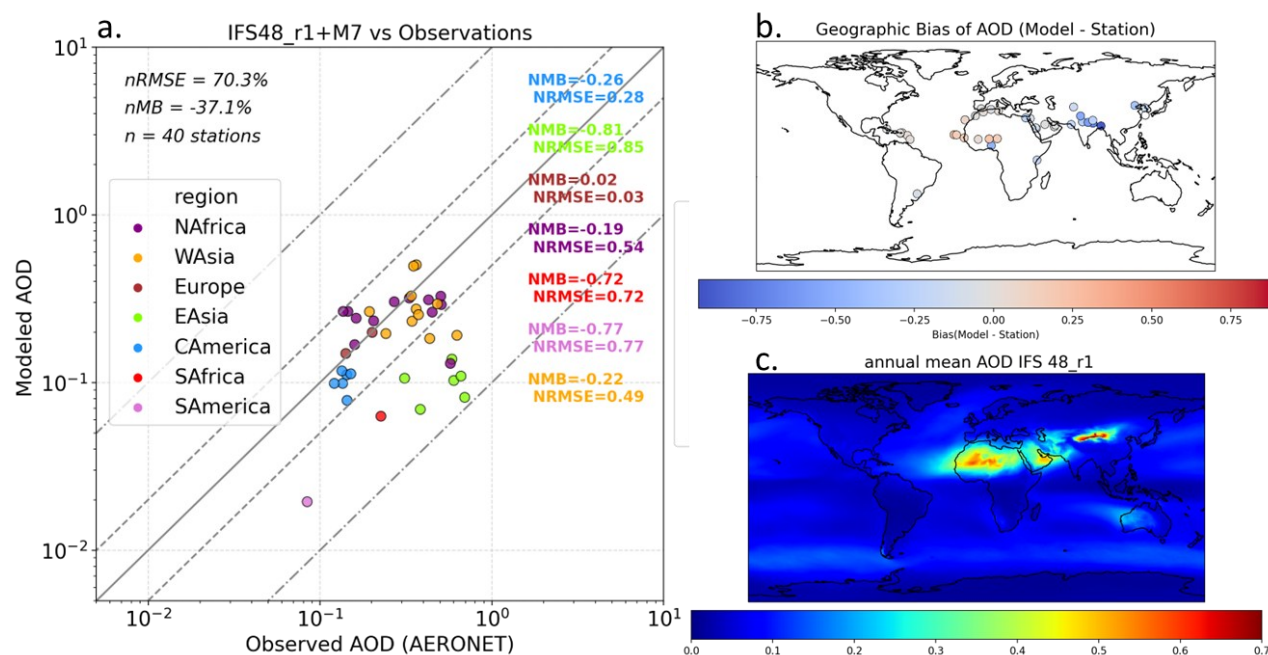 a.
IFS48_r1+M7 vs Observations
nRMSE = 70.3%
nMB = -37.1%
n = 40 stations
region
NAfrica
WAsia
Europe
EAsia
CAmerica
SAfrica
SAmerica
NMB=-0.26
NRMSE=0.28
NMB=-0.81
NRMSE=0.85
NMB=0.02
NRMSE=0.03
NMB=-0.19
NRMSE=0.54
NMB=-0.72
NRMSE=0.72
NMB=-0.77
NRMSE=0.77
NMB=-0.22
NRMSE=0.49
Modeled AOD
10¹
10⁰
10⁻¹
10⁻²
10⁻² 10⁻¹ 10⁰ 10¹
Observed AOD (AERONET)
b.
Geographic Bias of AOD (Model - Station)
−0.75 −0.50 −0.25 0.00 0.25 0.50 0.75
Bias(Model - Station)
c.
annual mean AOD IFS 48_r1
0.0 0.1 0.2 0.3 0.4 0.5 0.6 0.7